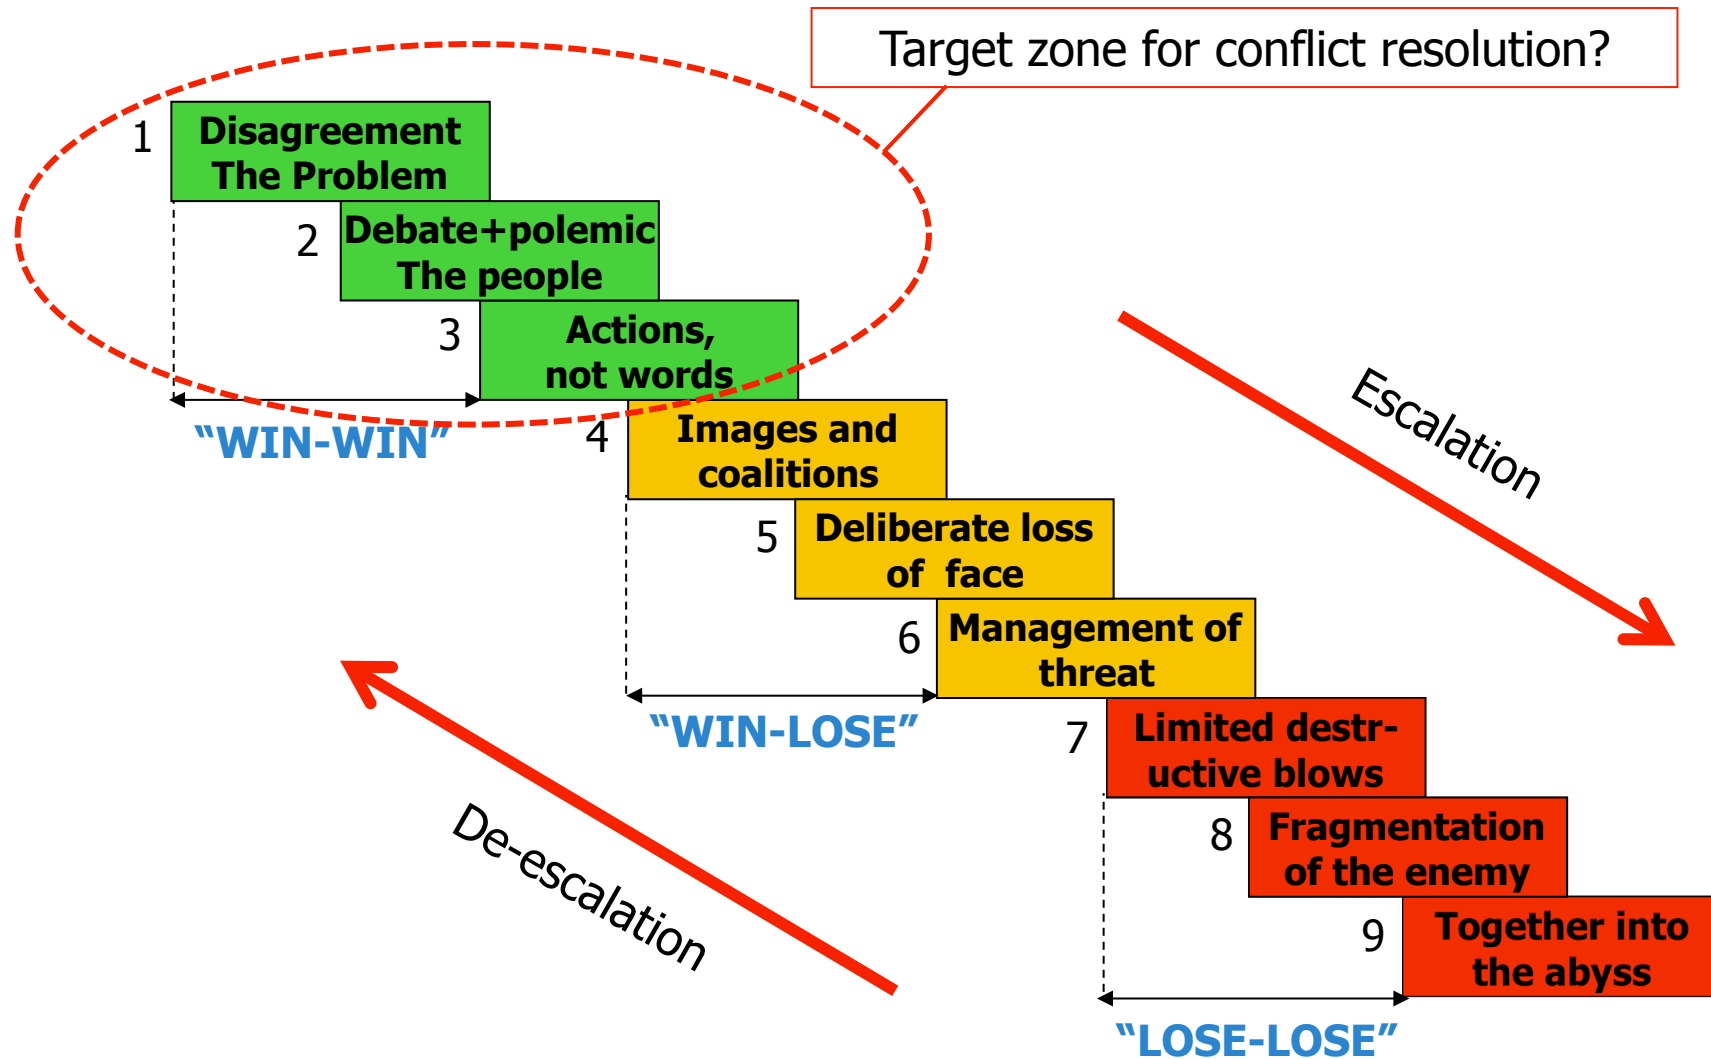 Target zone for conflict resolution?
1
Disagreement
The Problem
2
Debate+polemic
The people
3
Actions,
not words
“WIN-WIN”
4
Images and
coalitions
Escalation
5
Deliberate loss
of face
6
Management of
threat
“WIN-LOSE”
7
Limited destr-
uctive blows
De-escalation
8
Fragmentation
of the enemy
9
Together into
the abyss
“LOSE-LOSE”